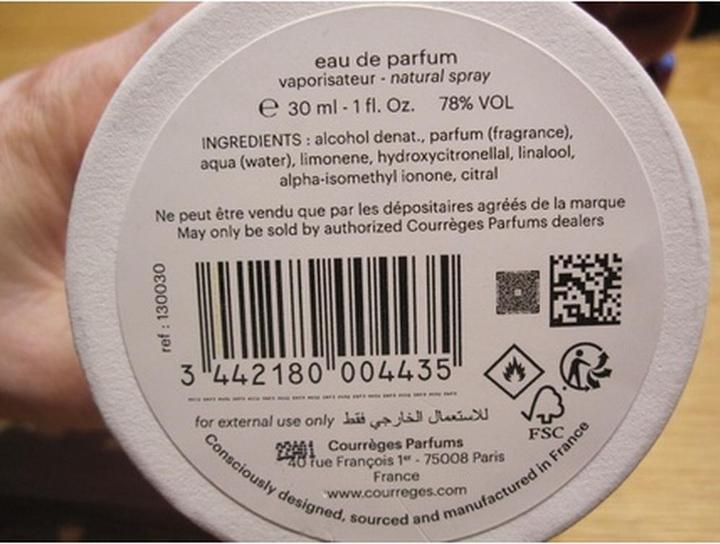 eau de parfum
vaporisateur - natural spray
℮ 30 ml - 1 fl. Oz. 78% VOL
INGREDIENTS : alcohol denat., parfum (fragrance),
aqua (water), limonene, hydroxycitronellal, linalool,
alpha-isomethyl ionone, citral
Ne peut être vendu que par les dépositaires agréés de la marque
May only be sold by authorized Courrèges Parfums dealers
ref : 130030
3 442180 004435
for external use only للاستعمال الخارجي فقط
FSC
Courrèges Parfums
40 rue François 1er - 75008 Paris
France
www.courreges.com
Consciously designed, sourced and manufactured in France